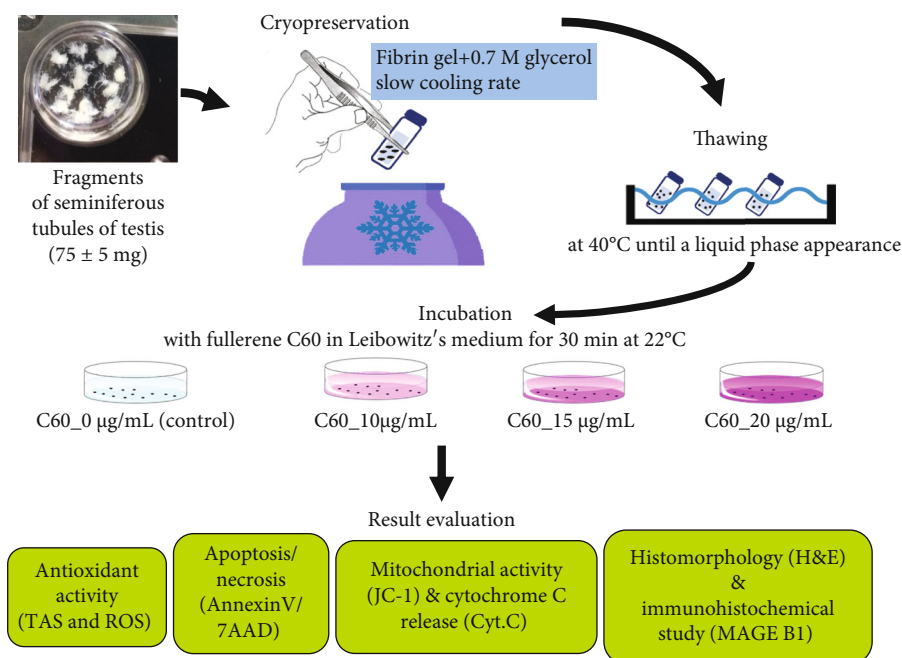 Cryopreservation
Fibrin gel+0.7 M glycerol
slow cooling rate
Fragments
of seminiferous
tubules of testis
(75 ± 5 mg)
Thawing
at 40°C until a liquid phase appearance
Incubation
with fullerene C60 in Leibowitz′s medium for 30 min at 22°C
C60_0 μg/mL (control)
C60_10μg/mL
C60_15 μg/mL
C60_20 μg/mL
Result evaluation
Antioxidant
activity
(TAS and ROS)
Apoptosis/
necrosis
(AnnexinV/
7AAD)
Mitochondrial activity
(JC-1) & cytochrome C
release (Cyt.C)
Histomorphology (H&E)
&
immunohistochemical
study (MAGE B1)